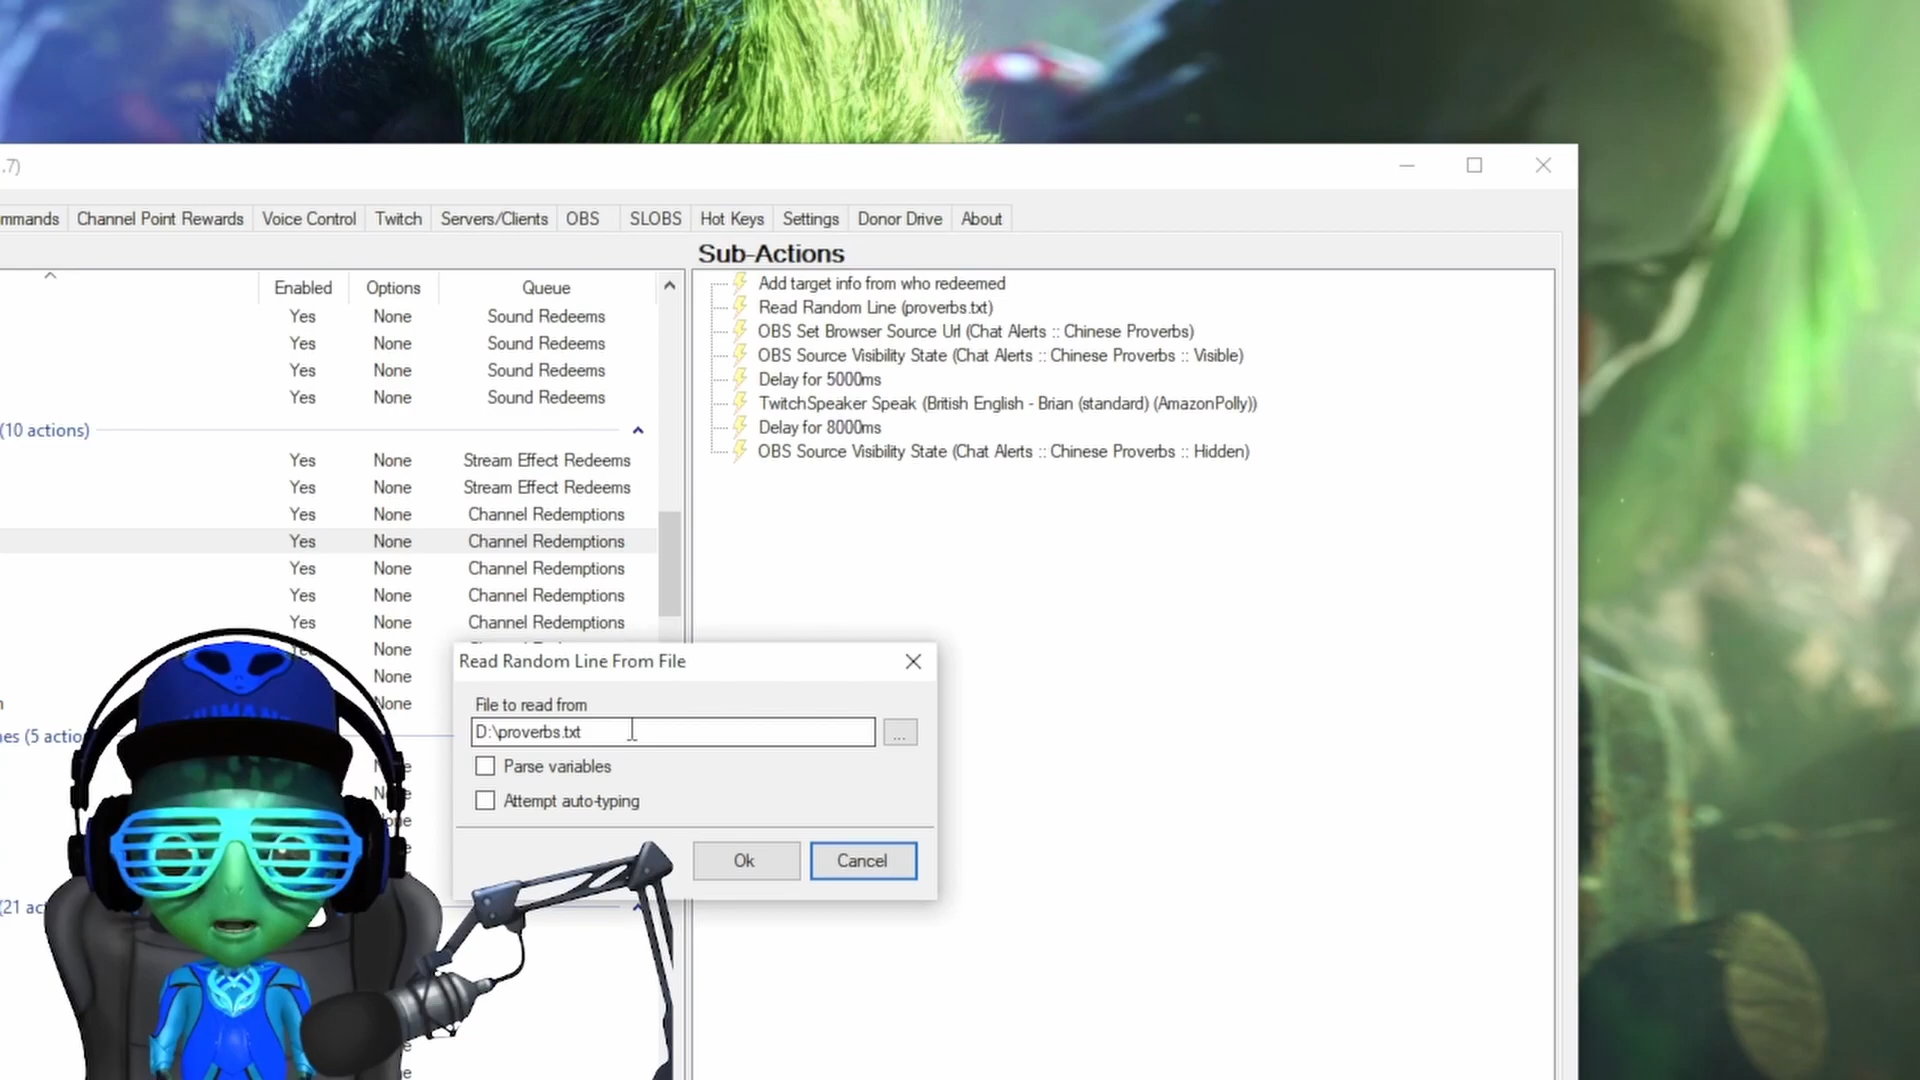 .7)
mmands Channel Point Rewards Voice Control Twitch Servers/Clients OBS SLOBS Hot Keys Settings Donor Drive About
Sub-Actions
Enabled Options Queue
Yes None Sound Redeems
Yes None Sound Redeems
Yes None Sound Redeems
Yes None Sound Redeems
(10 actions)
Yes None Stream Effect Redeems
Yes None Stream Effect Redeems
Yes None Channel Redemptions
Yes None Channel Redemptions
Yes None Channel Redemptions
Yes None Channel Redemptions
Yes None Channel Redemptions
None
None
None
nes (5 actio
(21 ac
Add target info from who redeemed
Read Random Line (proverbs.txt)
OBS Set Browser Source Url (Chat Alerts :: Chinese Proverbs)
OBS Source Visibility State (Chat Alerts :: Chinese Proverbs :: Visible)
Delay for 5000ms
TwitchSpeaker Speak (British English - Brian (standard) (AmazonPolly))
Delay for 8000ms
OBS Source Visibility State (Chat Alerts :: Chinese Proverbs :: Hidden)
Read Random Line From File
File to read from
D:\proverbs.txt
...
Parse variables
Attempt auto-typing
Ok Cancel